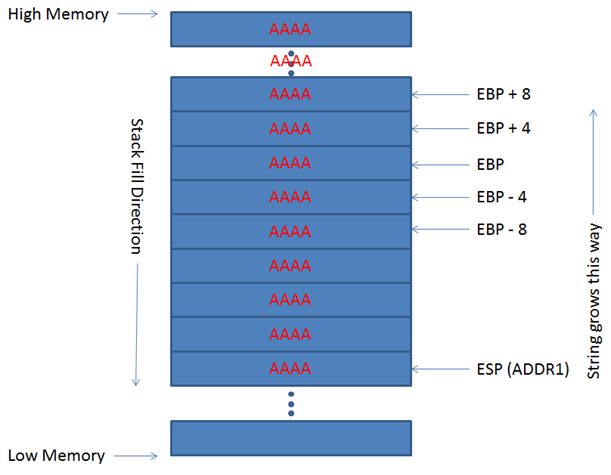 High Memory
AAAA
AAAA
AAAA
EBP + 8
AAAA
EBP + 4
AAAA
EBP
AAAA
EBP - 4
AAAA
EBP - 8
AAAA
AAAA
AAAA
AAAA
ESP (ADDR1)
Low Memory
Stack Fill Direction
String grows this way